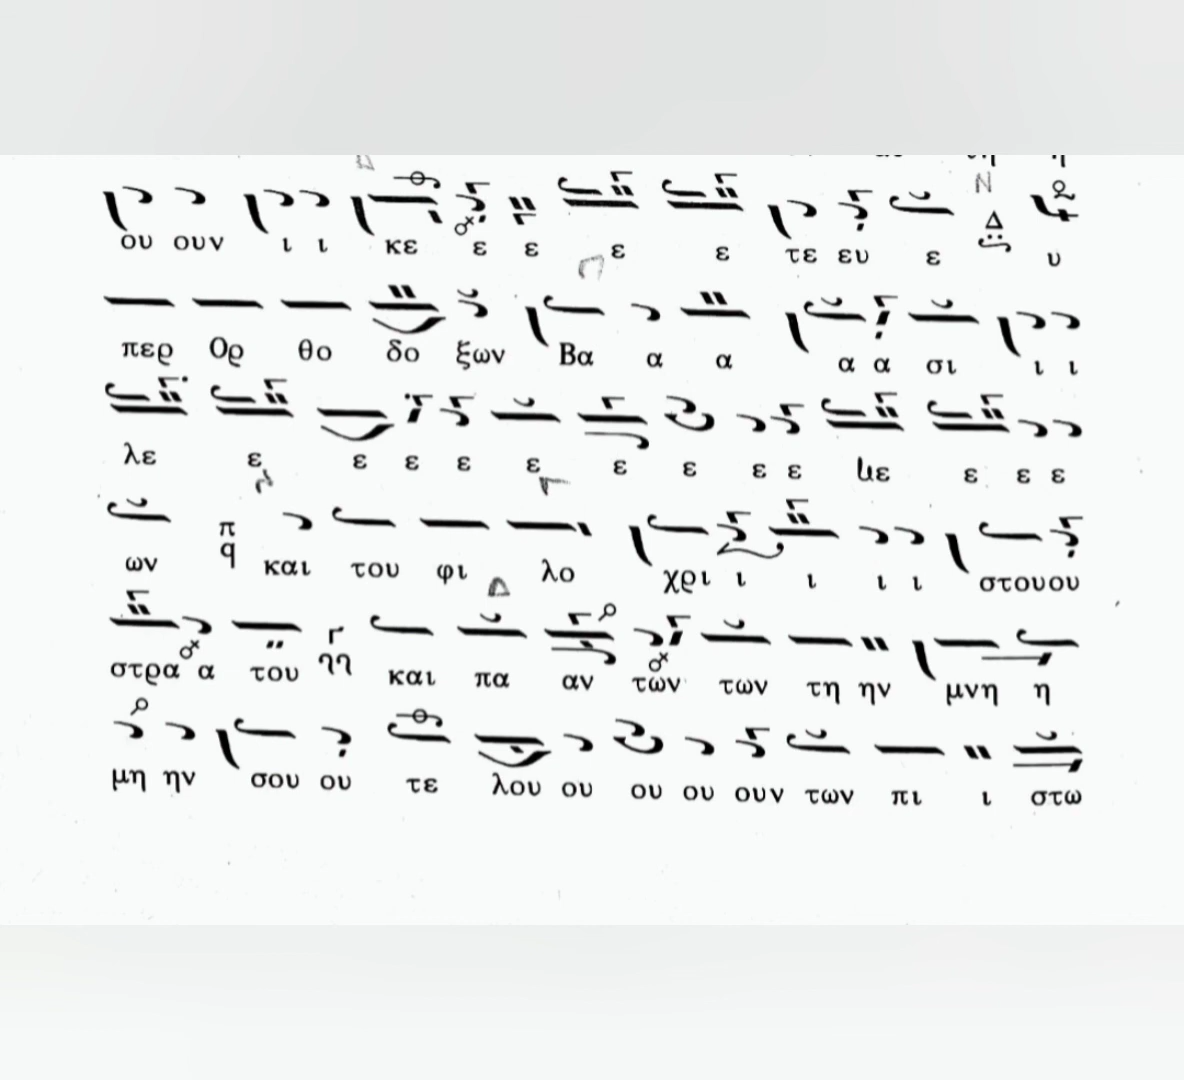 ου ουν ι ι κε ε ε ε ε τε ευ ε Δ υ
περ Ορ θο δο ξων Βα α α α α σι ι ι
λε ε ε ε ε ε ε ε ε ε ε ε ε
ων π q και του φι λο χρι ι ι ι ι στουου
στρα α του και πα αν των των τη ην μνη η
μη ην σου ου τε λου ου ου ου ουν των πι ι στω